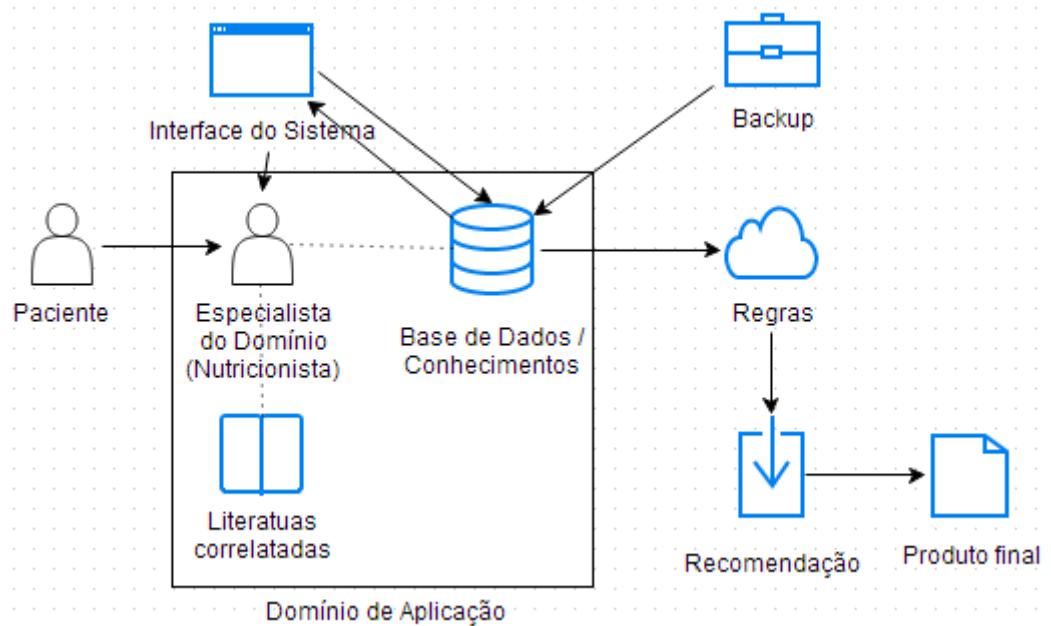 Interface do Sistema
Backup
Paciente
Especialista
do Domínio
(Nutricionista)
Base de Dados /
Conhecimentos
Regras
Literatuas
correlatadas
Recomendação
Produto final
Domínio de Aplicação